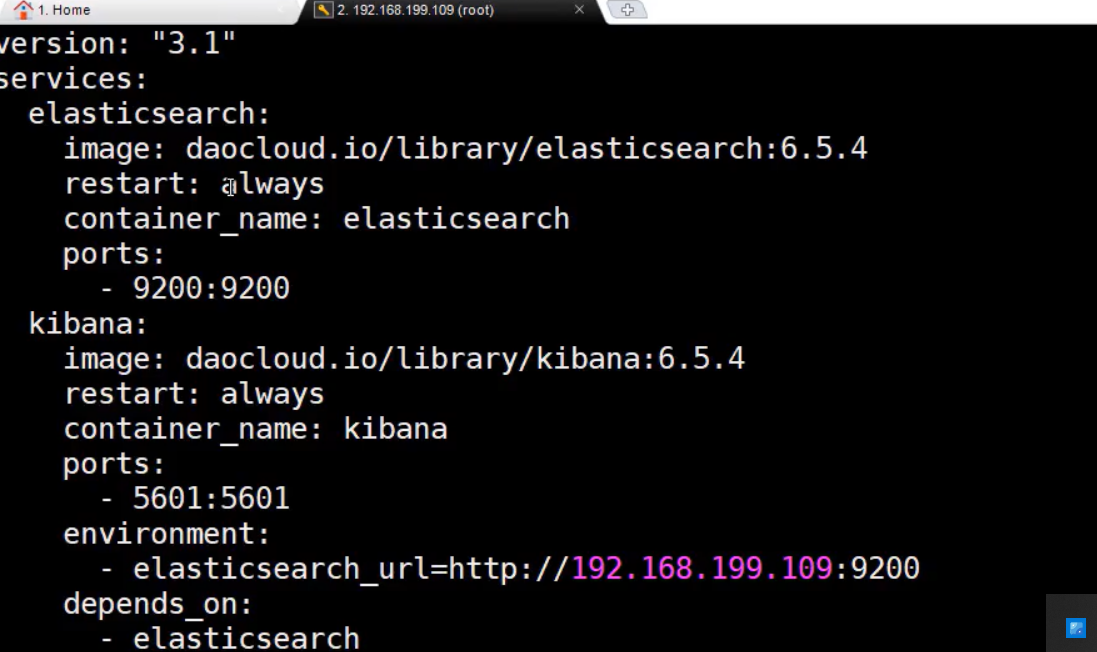 1. Home
2. 192.168.199.109 (root)
version: "3.1"
services:
  elasticsearch:
    image: daocloud.io/library/elasticsearch:6.5.4
    restart: always
    container_name: elasticsearch
    ports:
      - 9200:9200
  kibana:
    image: daocloud.io/library/kibana:6.5.4
    restart: always
    container_name: kibana
    ports:
      - 5601:5601
    environment:
      - elasticsearch_url=http://192.168.199.109:9200
    depends_on:
      - elasticsearch